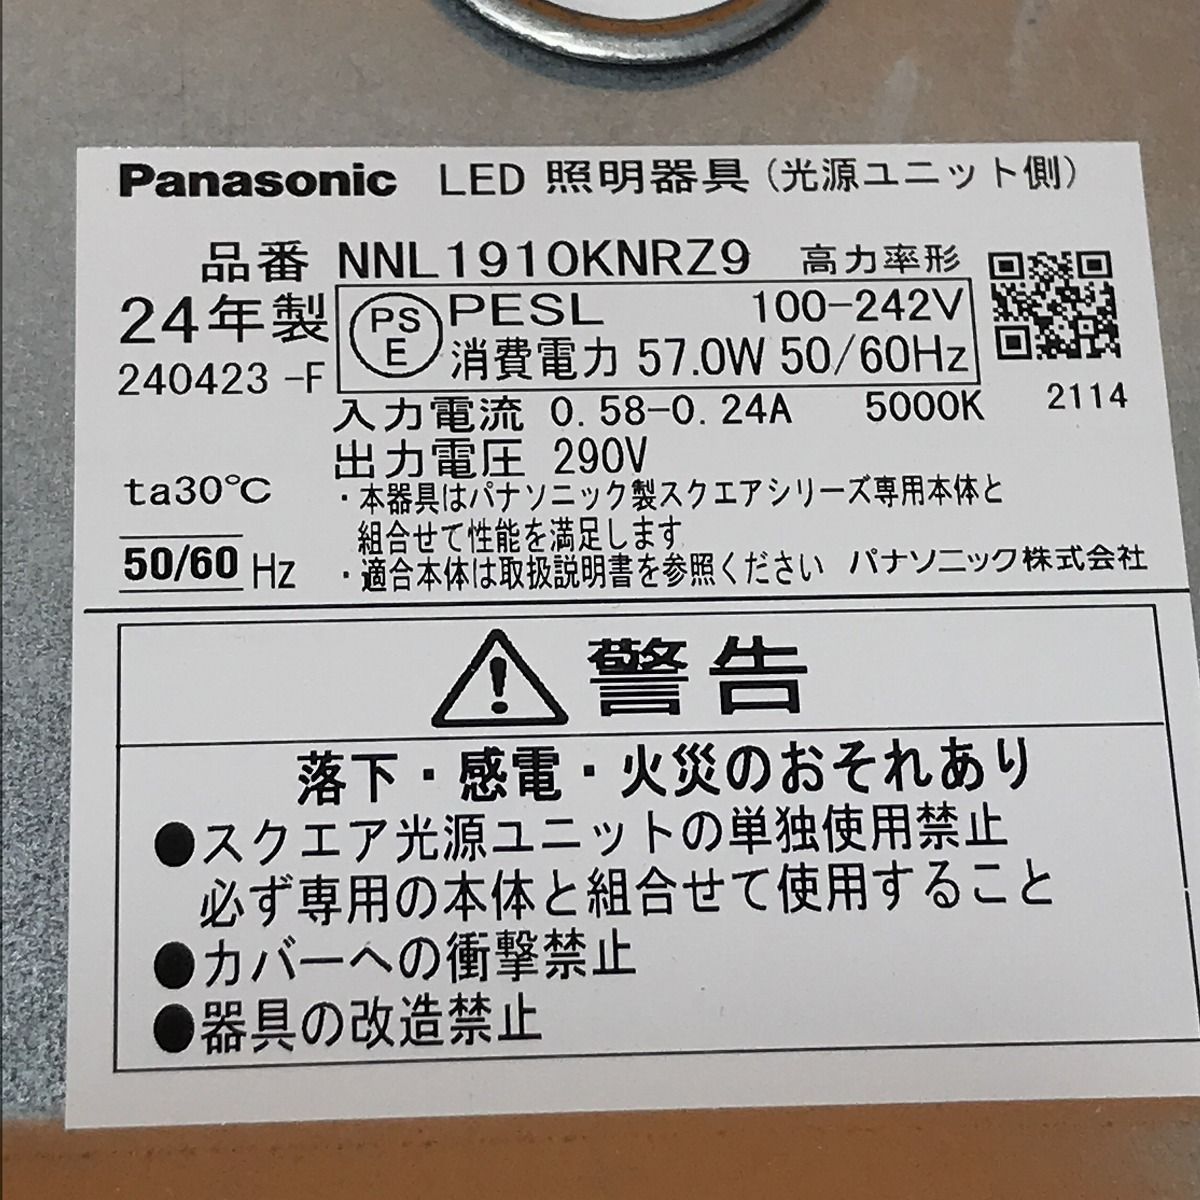 Panasonic LED 照明器具(光源ユニット側)
品番 NNL1910KNRZ9 高力率形
24年製 PS E PESL 100-242V
240423 -F 消費電力 57.0W 50/60Hz
入力電流 0.58-0.24A 5000K 2114
出力電圧 290V
ta30℃ ・本器具はパナソニック製スクエアシリーズ専用本体と
組合せて性能を満足します
50/60 Hz ・適合本体は取扱説明書を参照ください パナソニック株式会社
警告
落下・感電・火災のおそれあり
●スクエア光源ユニットの単独使用禁止
必ず専用の本体と組合せて使用すること
●カバーへの衝撃禁止
●器具の改造禁止